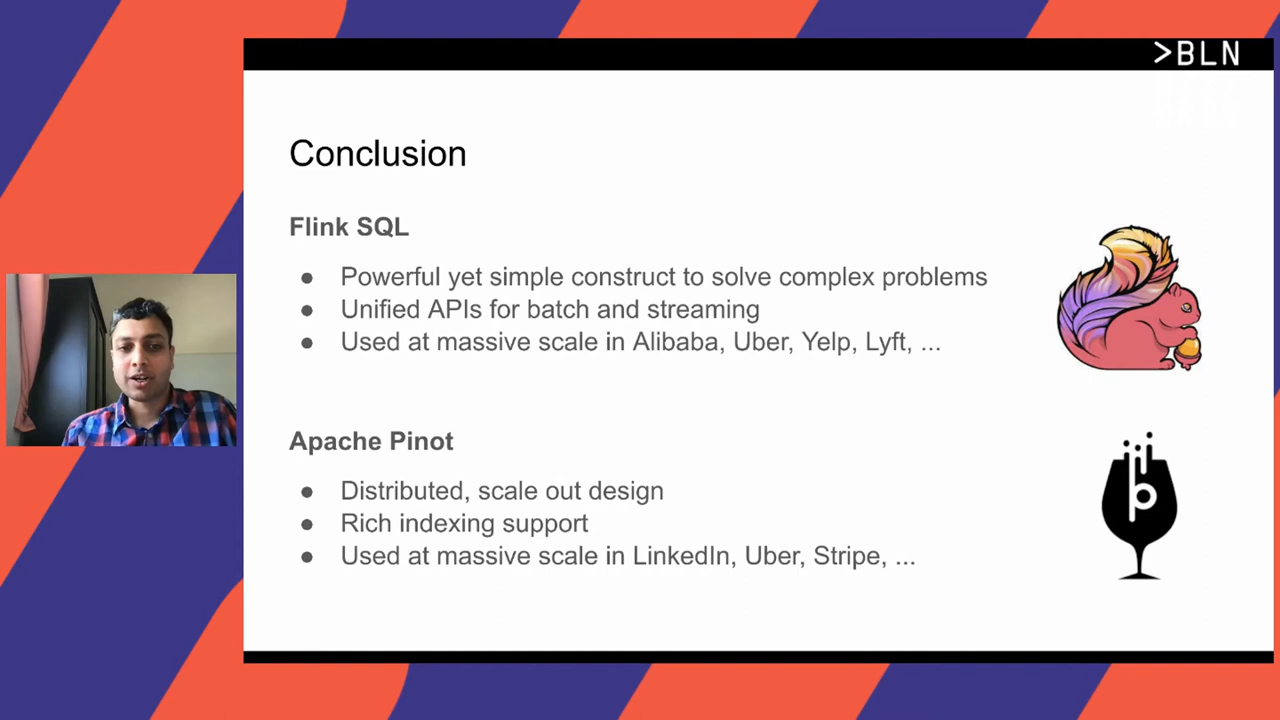 >BLN
Conclusion
Flink SQL
● Powerful yet simple construct to solve complex problems
● Unified APIs for batch and streaming
● Used at massive scale in Alibaba, Uber, Yelp, Lyft, ...
Apache Pinot
● Distributed, scale out design
● Rich indexing support
● Used at massive scale in LinkedIn, Uber, Stripe, ...
p